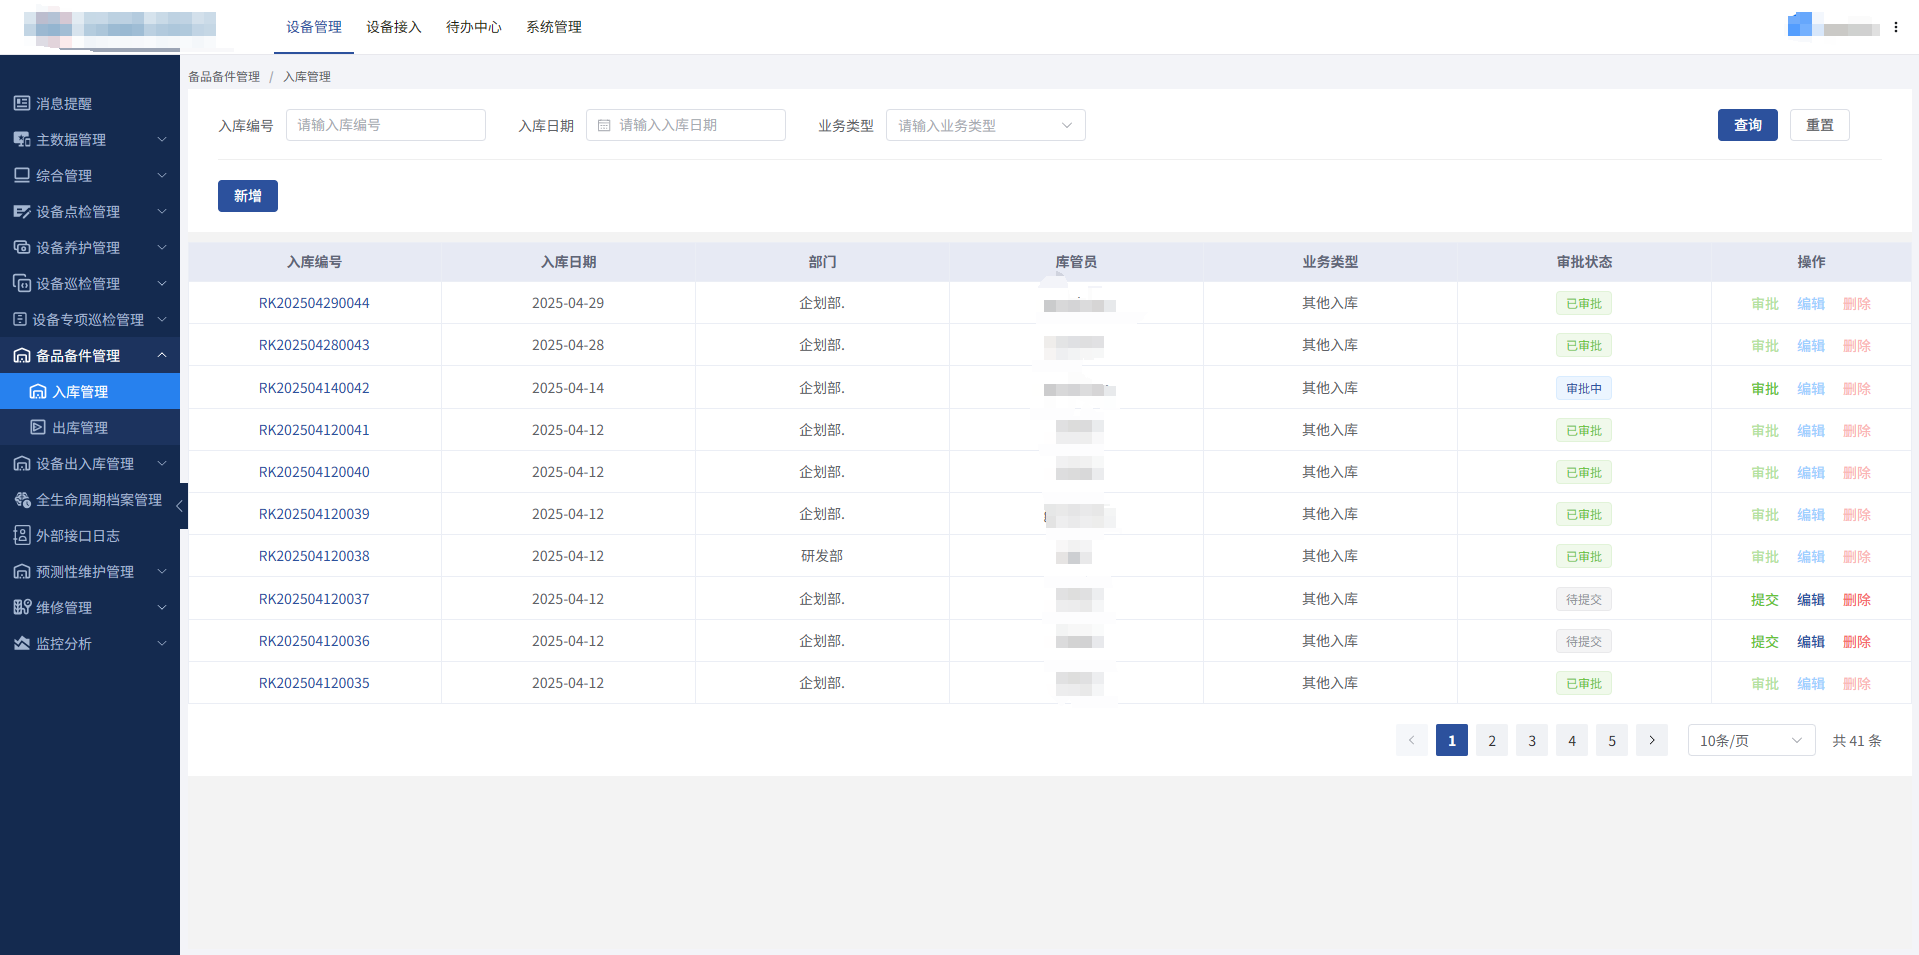 设备管理 设备接入 待办中心 系统管理
备品备件管理 / 入库管理
消息提醒
主数据管理
综合管理
设备点检管理
设备养护管理
设备巡检管理
设备专项巡检管理
备品备件管理
入库管理
出库管理
设备出入库管理
全生命周期档案管理
外部接口日志
预测性维护管理
维修管理
监控分析
入库编号 请输入库编号 入库日期 请输入入库日期 业务类型 请输入业务类型 查询 重置
新增
入库编号 入库日期 部门 库管员 业务类型 审批状态 操作
RK202504290044 2025-04-29 企划部. 其他入库 已审批 审批 编辑 删除
RK202504280043 2025-04-28 企划部. 其他入库 已审批 审批 编辑 删除
RK202504140042 2025-04-14 企划部. 其他入库 审批中 审批 编辑 删除
RK202504120041 2025-04-12 企划部. 其他入库 已审批 审批 编辑 删除
RK202504120040 2025-04-12 企划部. 其他入库 已审批 审批 编辑 删除
RK202504120039 2025-04-12 企划部. 其他入库 已审批 审批 编辑 删除
RK202504120038 2025-04-12 研发部 其他入库 已审批 审批 编辑 删除
RK202504120037 2025-04-12 企划部. 其他入库 待提交 提交 编辑 删除
RK202504120036 2025-04-12 企划部. 其他入库 待提交 提交 编辑 删除
RK202504120035 2025-04-12 企划部. 其他入库 已审批 审批 编辑 删除
1 2 3 4 5 10条/页 共 41 条